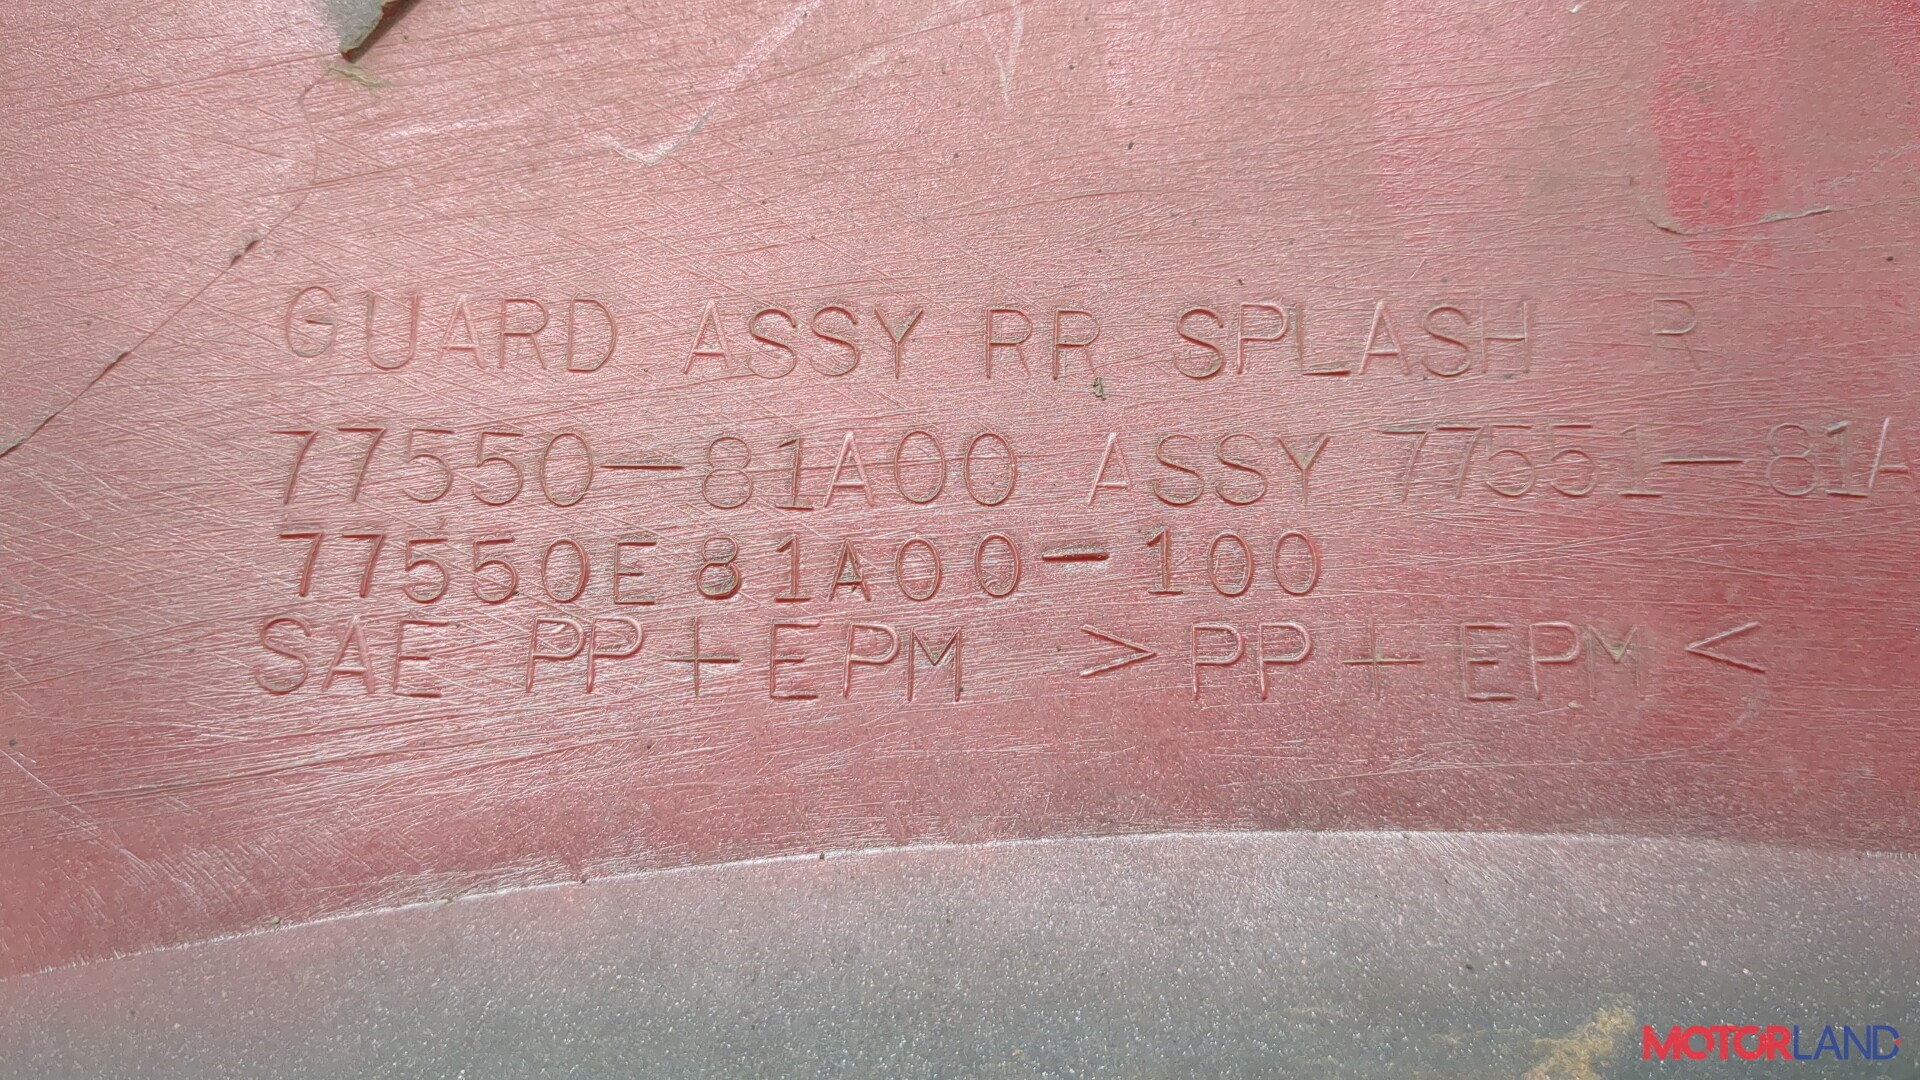 GUARD ASSY RR SPLASH R
77550-81A00 ASSY 77551-81A
77550E81A00-100
SAE PP+EPM >PP+EPM<
MOTORLAND